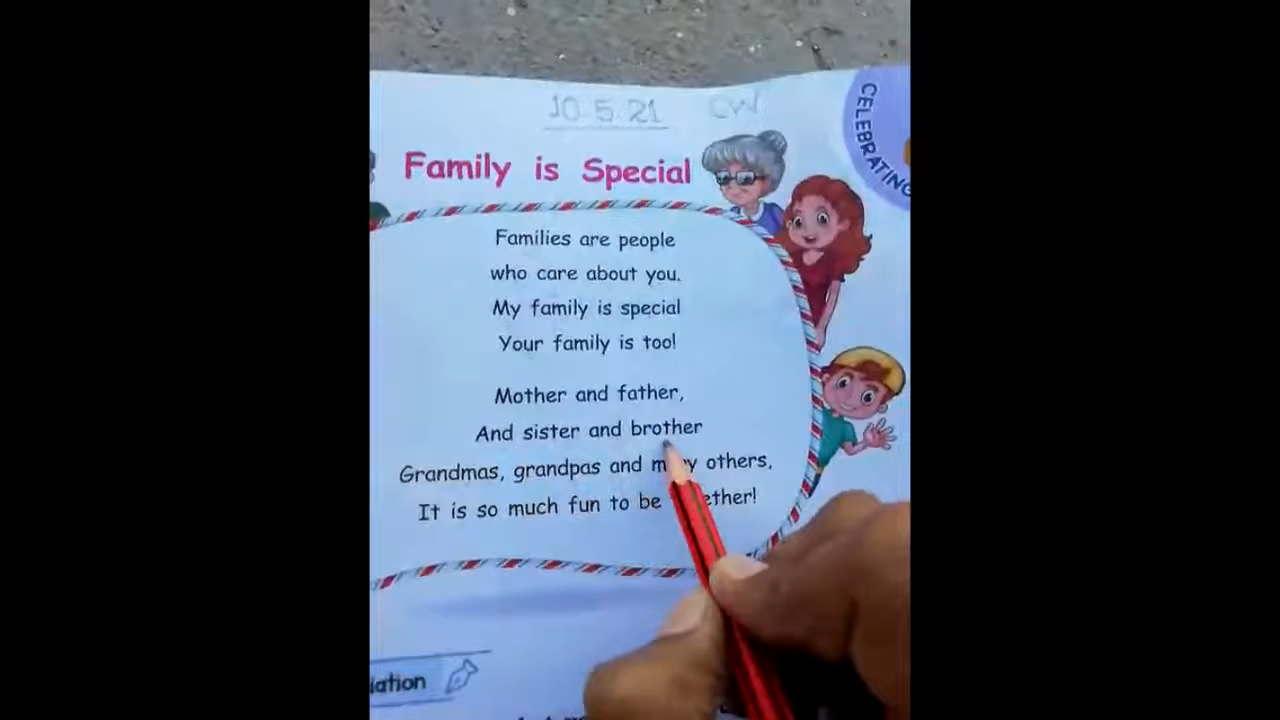 10.5.21 CW
CELEBRATING
Family is Special
Families are people
who care about you.
My family is special
Your family is too!
Mother and father,
And sister and brother
Grandmas, grandpas and others,
It is so much fun to be